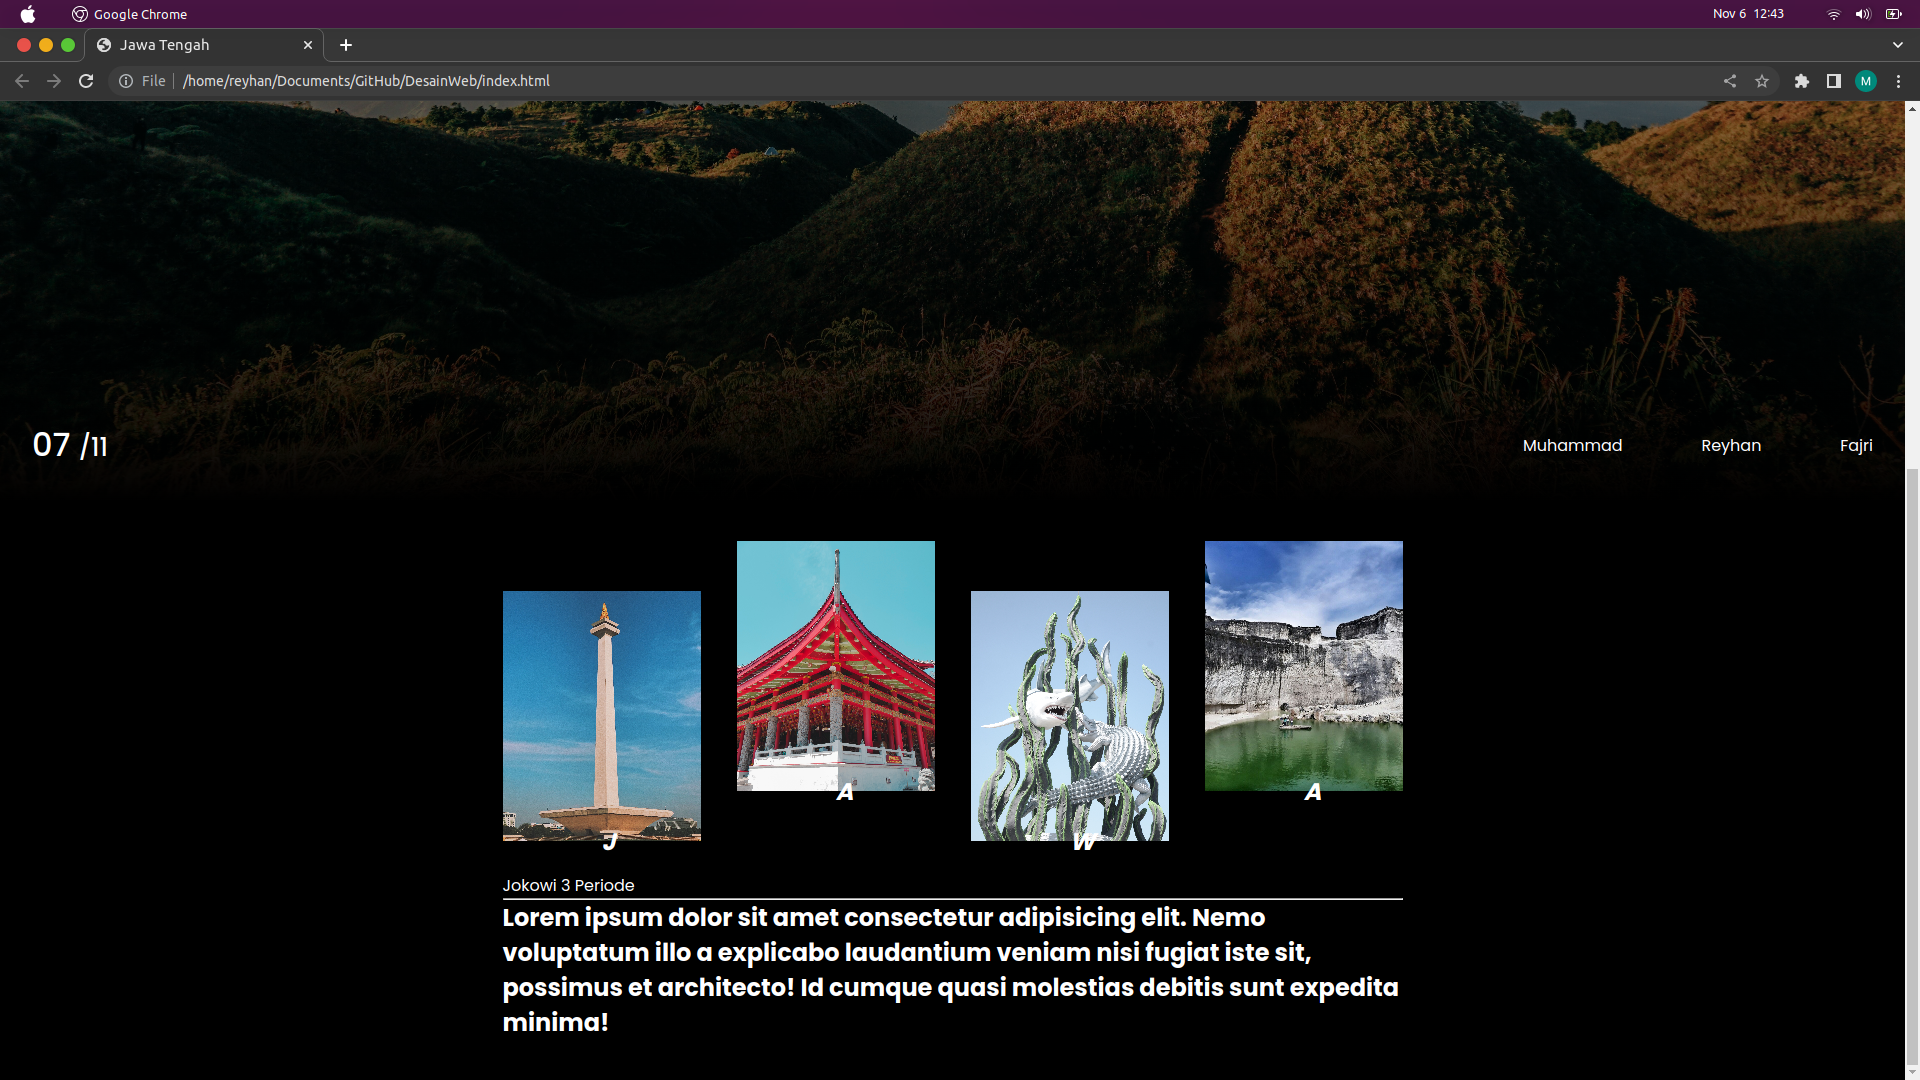 Google Chrome
Nov 6 12:43
Jawa Tengah
File
/home/reyhan/Documents/GitHub/DesainWeb/index.html
M
07 /11
Muhammad
Reyhan
Fajri
J
A
W
A
Jokowi 3 Periode
Lorem ipsum dolor sit amet consectetur adipisicing elit. Nemo
voluptatum illo a explicabo laudantium veniam nisi fugiat iste sit,
possimus et architecto! Id cumque quasi molestias debitis sunt expedita
minima!